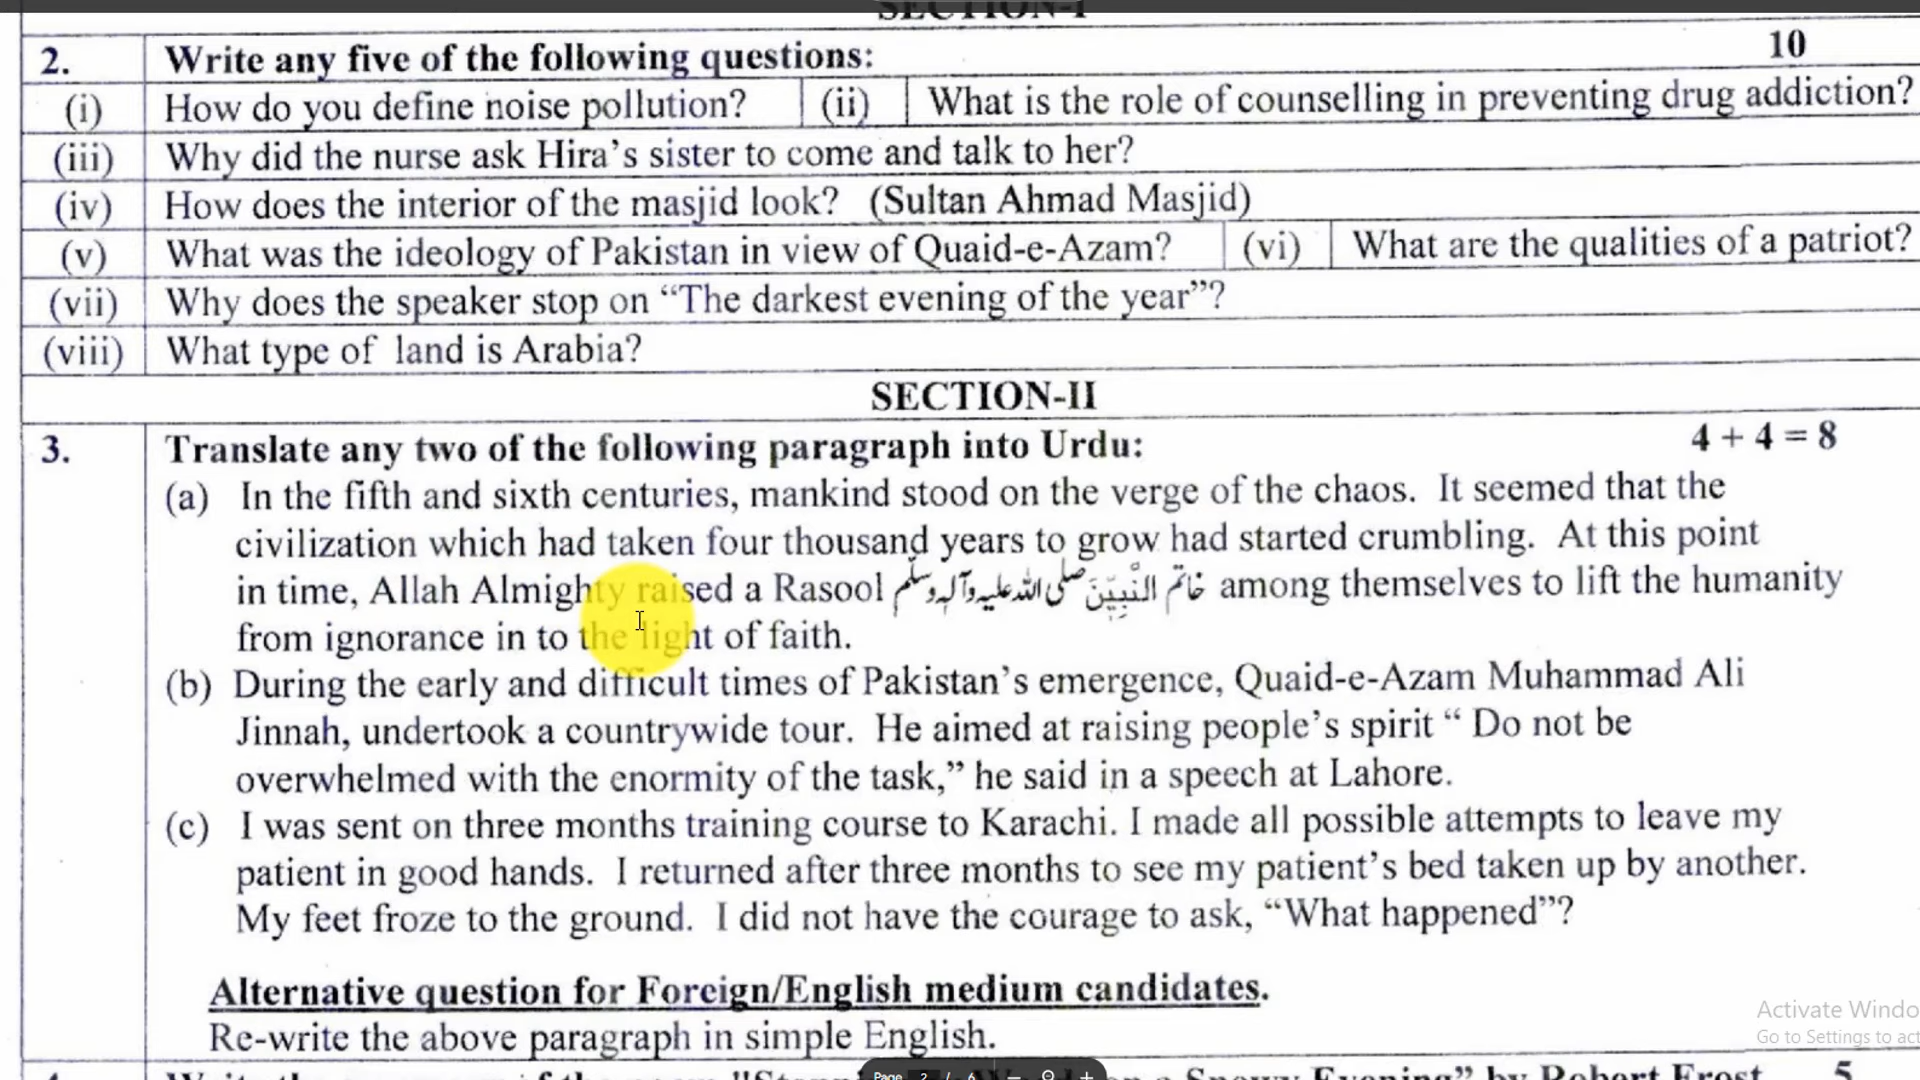 SECTION-I
2. Write any five of the following questions: 10
(i) How do you define noise pollution? (ii) What is the role of counselling in preventing drug addiction?
(iii) Why did the nurse ask Hira's sister to come and talk to her?
(iv) How does the interior of the masjid look? (Sultan Ahmad Masjid)
(v) What was the ideology of Pakistan in view of Quaid-e-Azam? (vi) What are the qualities of a patriot?
(vii) Why does the speaker stop on “The darkest evening of the year”?
(viii) What type of land is Arabia?
SECTION-II
3. Translate any two of the following paragraph into Urdu: 4 + 4 = 8
(a) In the fifth and sixth centuries, mankind stood on the verge of the chaos. It seemed that the
civilization which had taken four thousand years to grow had started crumbling. At this point
in time, Allah Almighty raised a Rasool خَاتَمُ النَّبِيّٖنَ صلی اللہ علیہ وآلہٖ وسلم among themselves to lift the humanity
from ignorance in to the light of faith.
(b) During the early and difficult times of Pakistan's emergence, Quaid-e-Azam Muhammad Ali
Jinnah, undertook a countrywide tour. He aimed at raising people's spirit “ Do not be
overwhelmed with the enormity of the task,” he said in a speech at Lahore.
(c) I was sent on three months training course to Karachi. I made all possible attempts to leave my
patient in good hands. I returned after three months to see my patient's bed taken up by another.
My feet froze to the ground. I did not have the courage to ask, “What happened”?
Alternative question for Foreign/English medium candidates.
Re-write the above paragraph in simple English.
Activate Windo
Go to Settings to act
Page 2 / 6
Evening” by Robert Frost 5